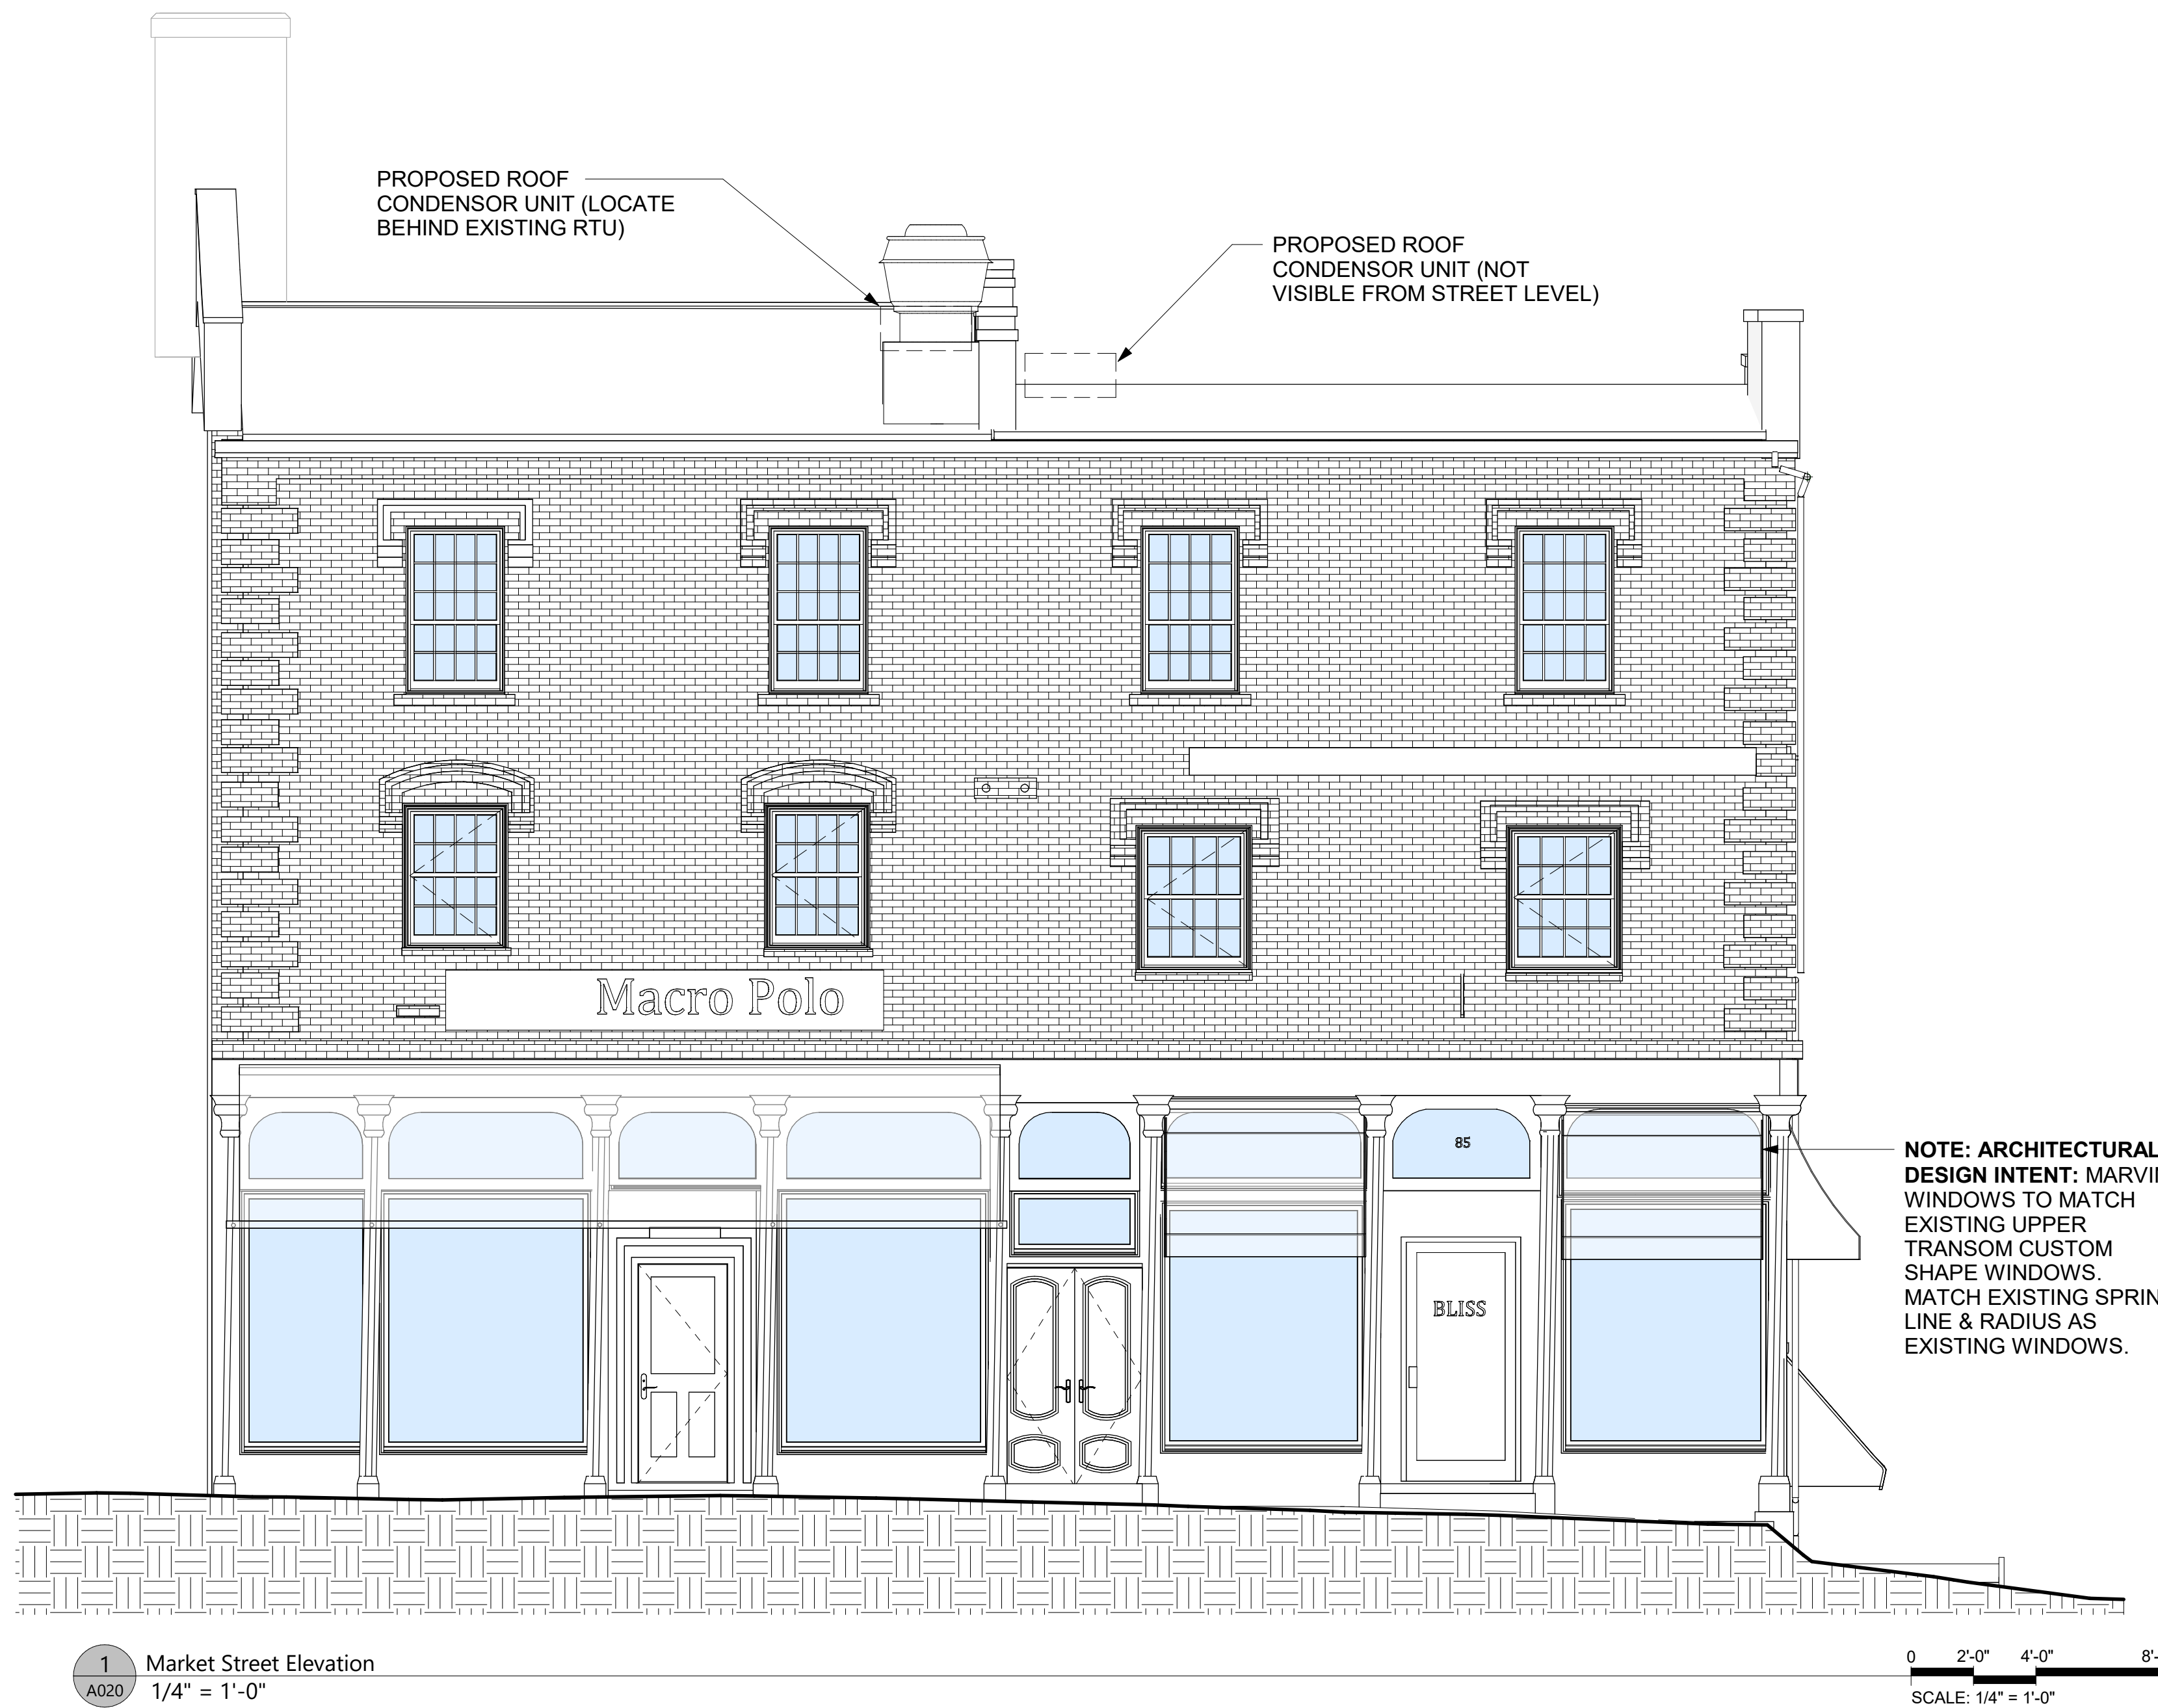 PROPOSED ROOF
CONDENSOR UNIT (LOCATE
BEHIND EXISTING RTU)
PROPOSED ROOF
CONDENSOR UNIT (NOT
VISIBLE FROM STREET LEVEL)
Macro Polo
85
BLISS
NOTE: ARCHITECTURAL
DESIGN INTENT: MARVIN
WINDOWS TO MATCH
EXISTING UPPER
TRANSOM CUSTOM
SHAPE WINDOWS.
MATCH EXISTING SPRIN
LINE & RADIUS AS
EXISTING WINDOWS.
1
A020
Market Street Elevation
1/4" = 1'-0"
0 2'-0" 4'-0" 8'-
SCALE: 1/4" = 1'-0"